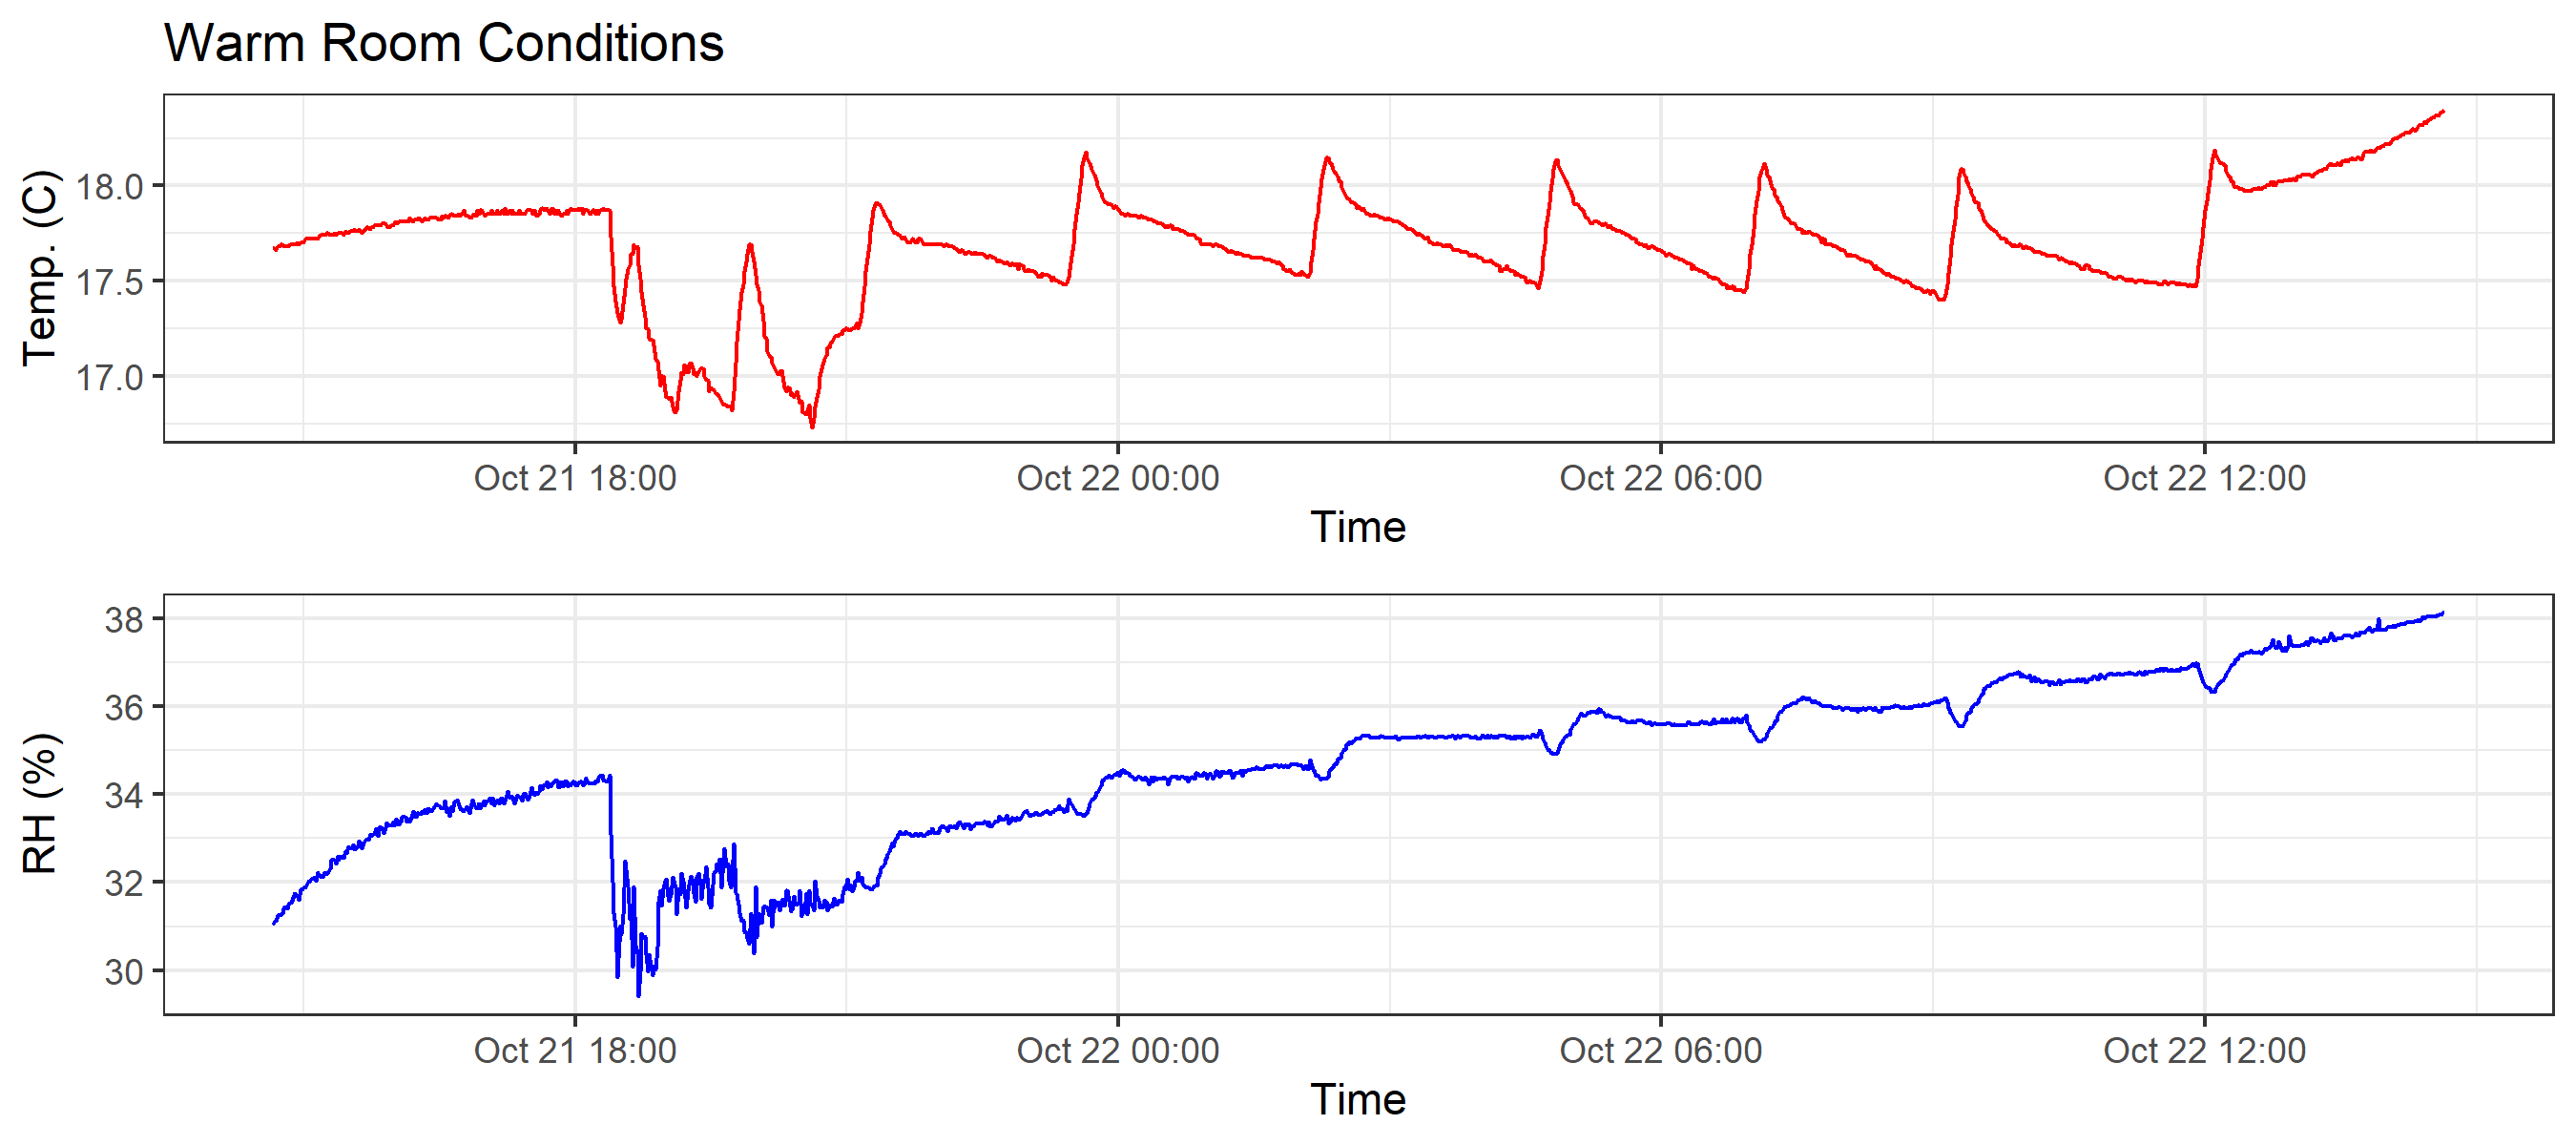 Warm Room Conditions
Temp. (C)
18.0
17.5
17.0
Oct 21 18:00 Oct 22 00:00 Oct 22 06:00 Oct 22 12:00
Time
RH (%)
38
36
34
32
30
Oct 21 18:00 Oct 22 00:00 Oct 22 06:00 Oct 22 12:00
Time